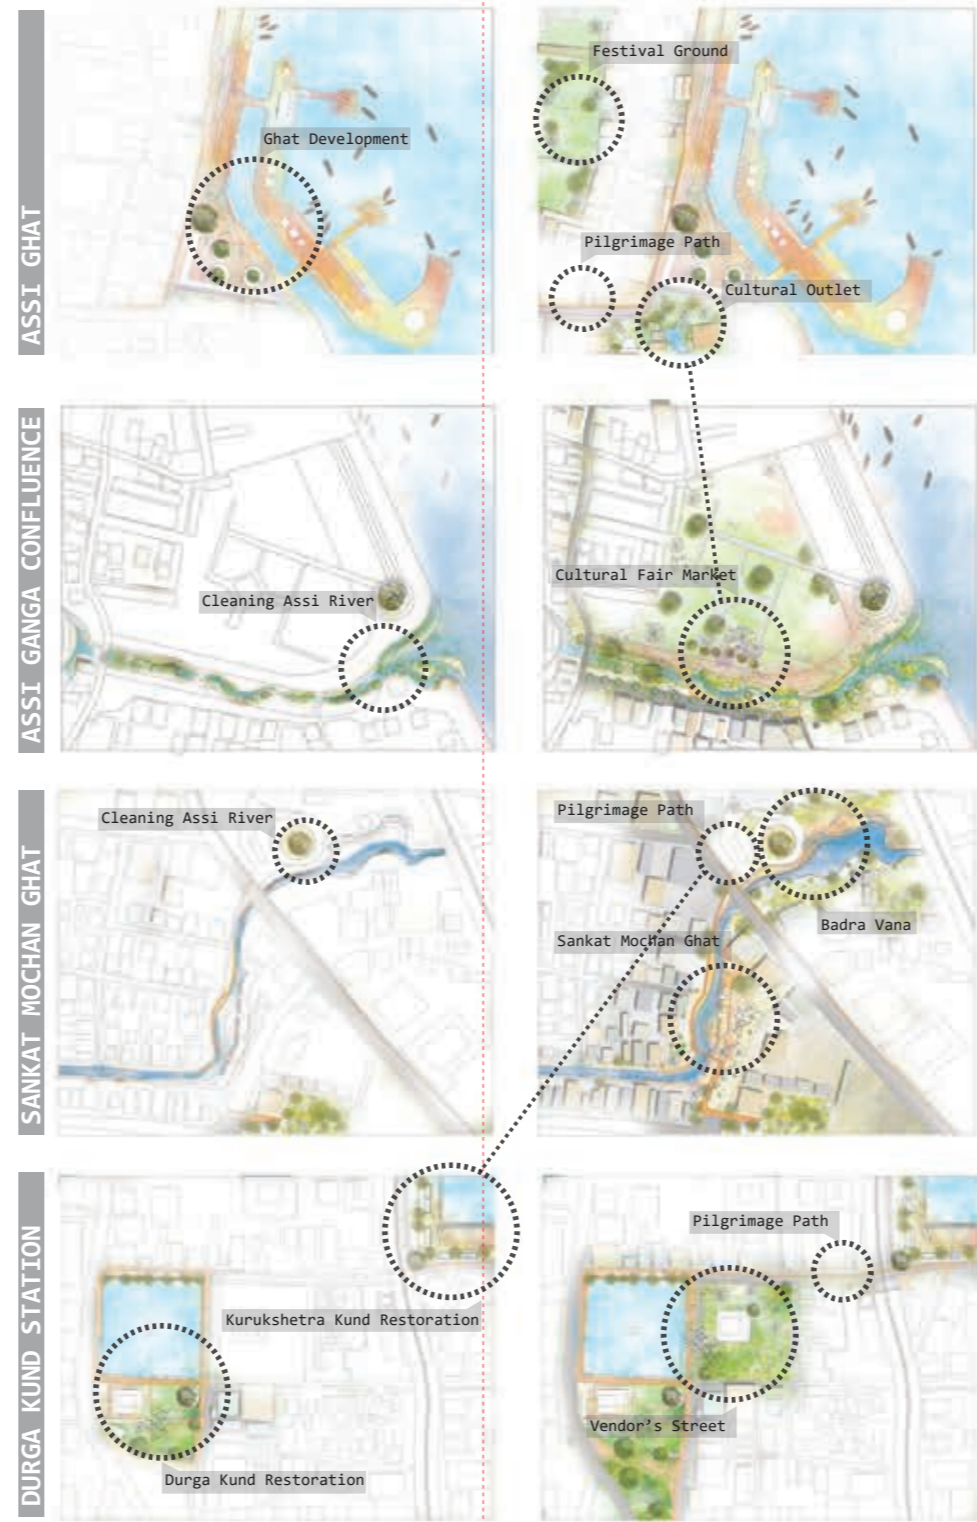 ASSI GHAT
Ghat Development
Festival Ground
Pilgrimage Path
Cultural Outlet
ASSI GANGA CONFLUENCE
Cleaning Assi River
Cultural Fair Market
SANKAT MOCHAN GHAT
Cleaning Assi River
Pilgrimage Path
Badra Vana
Sankat Mochan Ghat
DURGA KUND STATION
Kurukshetra Kund Restoration
Durga Kund Restoration
Pilgrimage Path
Vendor's Street